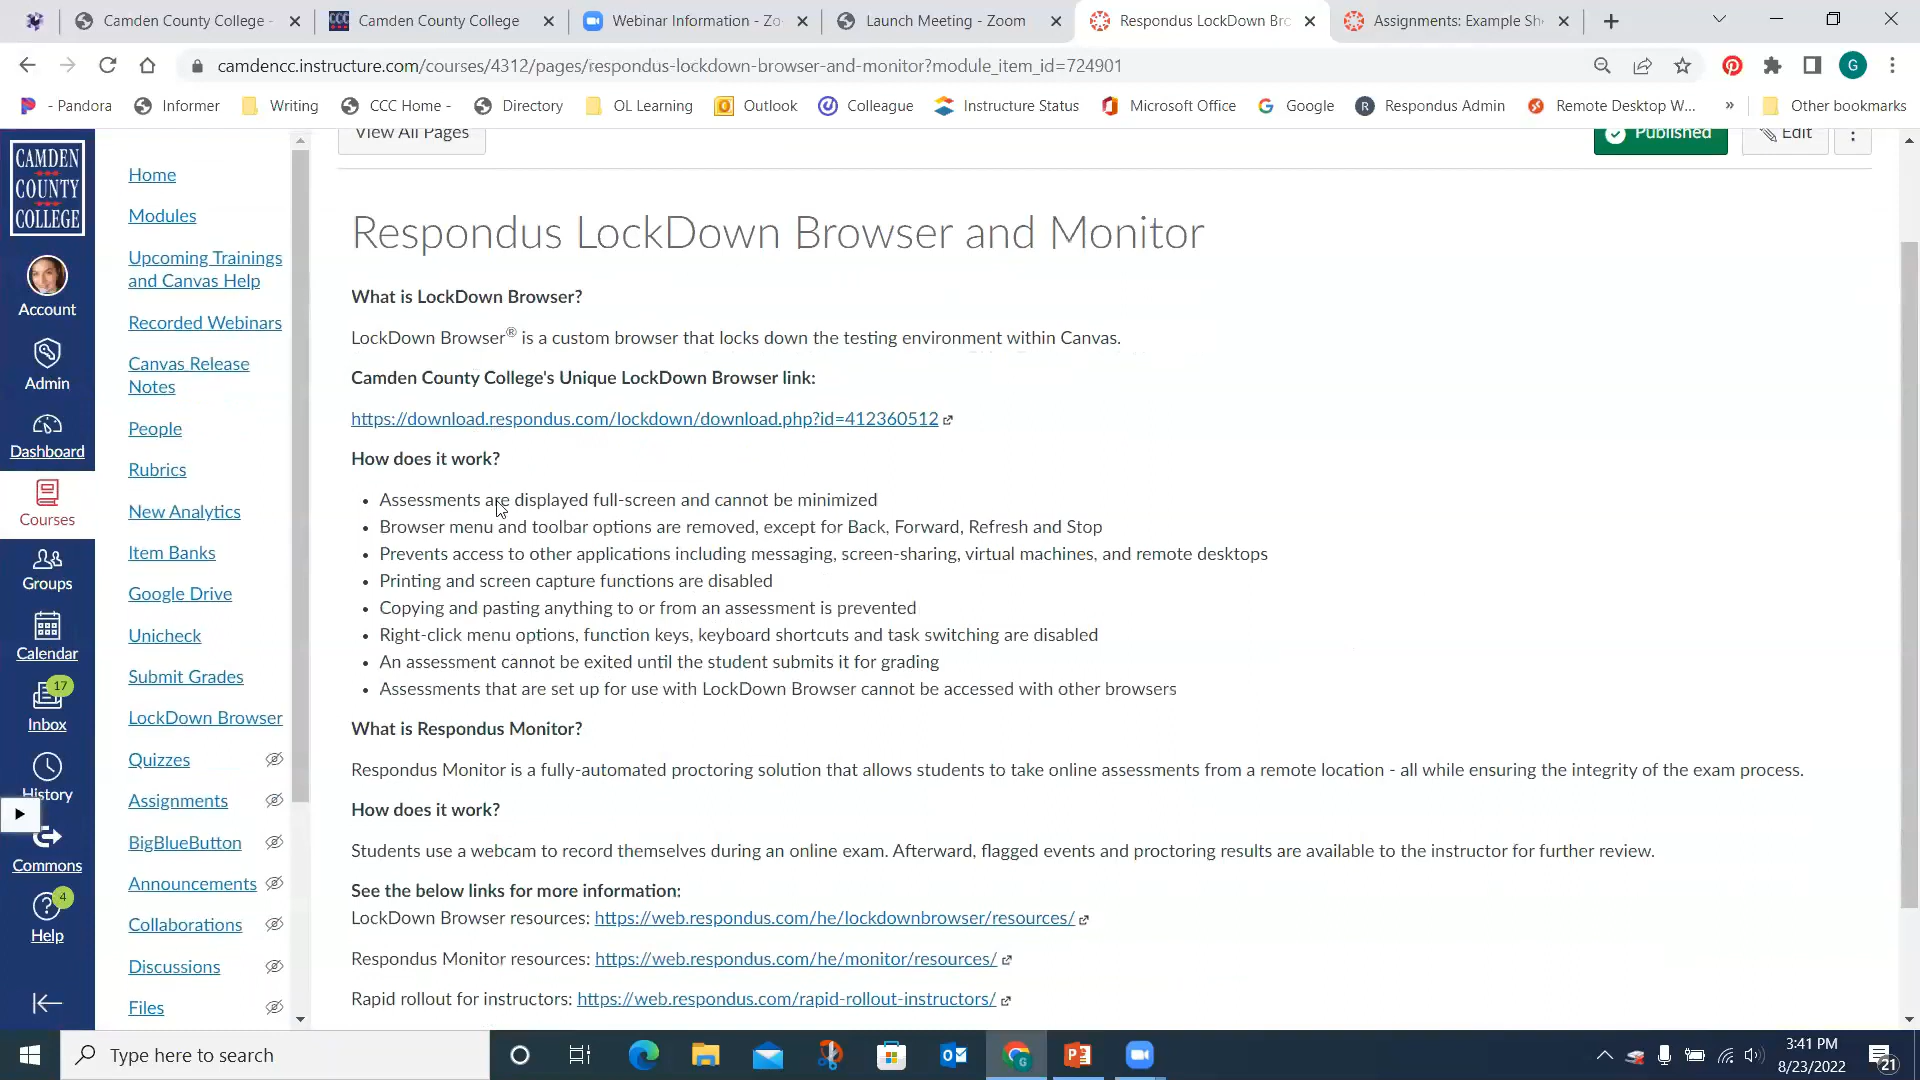 Camden County College -
Camden County College
Webinar Information - Zo
Launch Meeting - Zoom
Respondus LockDown Bro
Assignments: Example Sh
camdencc.instructure.com/courses/4312/pages/respondus-lockdown-browser-and-monitor?module_item_id=724901
G
- Pandora
Informer
Writing
CCC Home -
Directory
OL Learning
Outlook
Colleague
Instructure Status
Microsoft Office
Google
Respondus Admin
Remote Desktop W...
»
Other bookmarks
CAMDEN
COUNTY
COLLEGE
Account
Admin
Dashboard
Courses
Groups
Calendar
17
Inbox
History
Commons
4
Help
Home
Modules
Upcoming Trainings
and Canvas Help
Recorded Webinars
Canvas Release
Notes
People
Rubrics
New Analytics
Item Banks
Google Drive
Unicheck
Submit Grades
LockDown Browser
Quizzes
Assignments
BigBlueButton
Announcements
Collaborations
Discussions
Files
View All Pages
Published
Edit
Respondus LockDown Browser and Monitor
What is LockDown Browser?
LockDown Browser® is a custom browser that locks down the testing environment within Canvas.
Camden County College's Unique LockDown Browser link:
https://download.respondus.com/lockdown/download.php?id=412360512
How does it work?
• Assessments are displayed full-screen and cannot be minimized
• Browser menu and toolbar options are removed, except for Back, Forward, Refresh and Stop
• Prevents access to other applications including messaging, screen-sharing, virtual machines, and remote desktops
• Printing and screen capture functions are disabled
• Copying and pasting anything to or from an assessment is prevented
• Right-click menu options, function keys, keyboard shortcuts and task switching are disabled
• An assessment cannot be exited until the student submits it for grading
• Assessments that are set up for use with LockDown Browser cannot be accessed with other browsers
What is Respondus Monitor?
Respondus Monitor is a fully-automated proctoring solution that allows students to take online assessments from a remote location - all while ensuring the integrity of the exam process.
How does it work?
Students use a webcam to record themselves during an online exam. Afterward, flagged events and proctoring results are available to the instructor for further review.
See the below links for more information:
LockDown Browser resources: https://web.respondus.com/he/lockdownbrowser/resources/
Respondus Monitor resources: https://web.respondus.com/he/monitor/resources/
Rapid rollout for instructors: https://web.respondus.com/rapid-rollout-instructors/
Type here to search
3:41 PM
8/23/2022
21